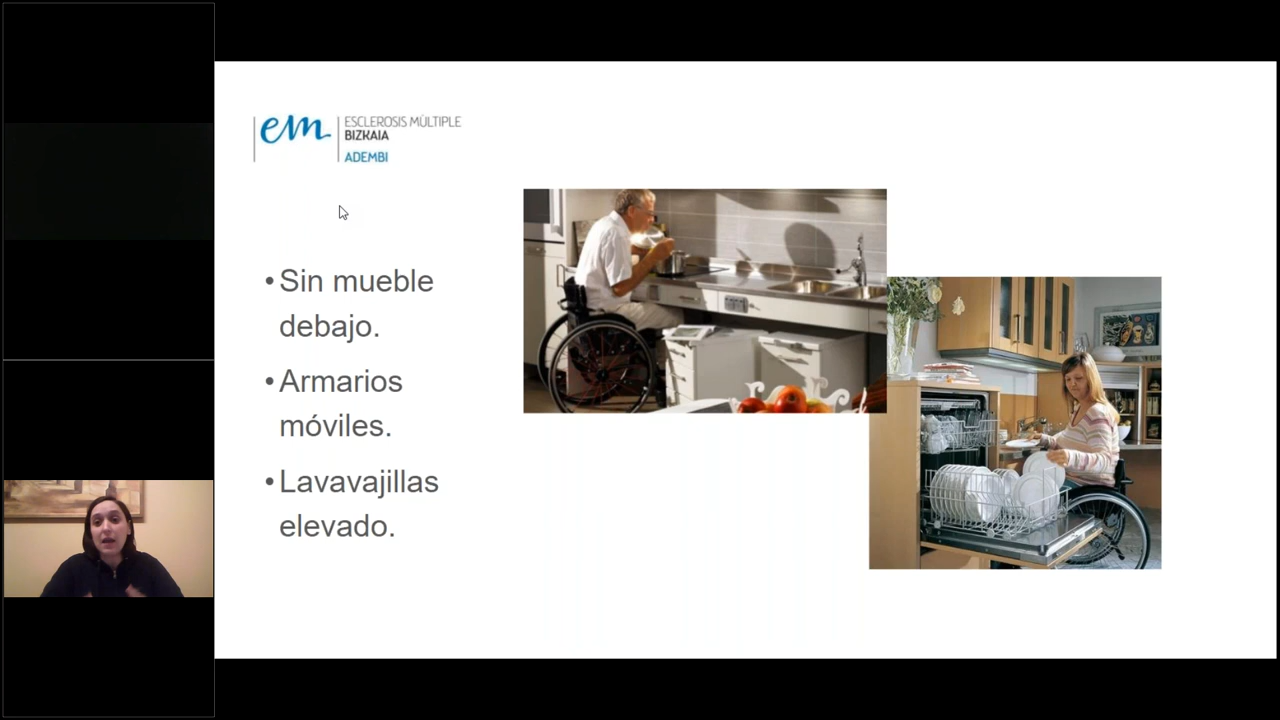 em
ESCLEROSIS MÚLTIPLE
BIZKAIA
ADEMBI
• Sin mueble
debajo.
• Armarios
móviles.
• Lavavajillas
elevado.